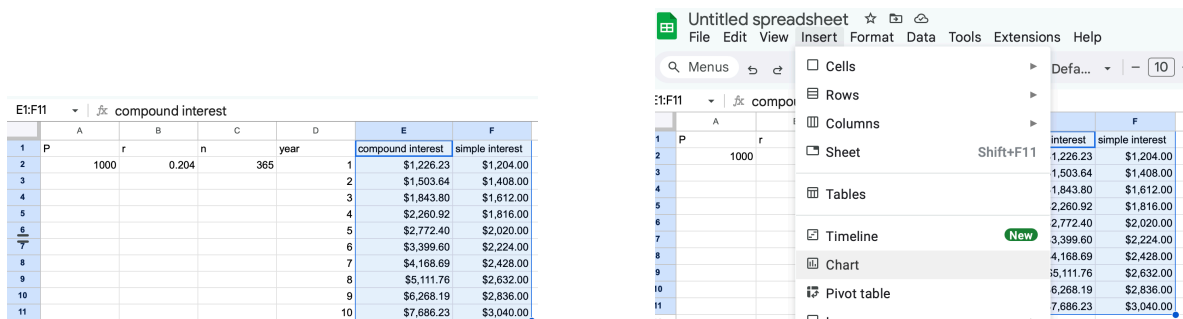 E1:F11 fx compound interest
A B C D E F
1 P r n year compound interest simple interest
2 1000 0.204 365 1 $1,226.23 $1,204.00
3 2 $1,503.64 $1,408.00
4 3 $1,843.80 $1,612.00
5 4 $2,260.92 $1,816.00
6 5 $2,772.40 $2,020.00
7 6 $3,399.60 $2,224.00
8 7 $4,168.69 $2,428.00
9 8 $5,111.76 $2,632.00
10 9 $6,268.19 $2,836.00
11 10 $7,686.23 $3,040.00
Untitled spreadsheet
File Edit View Insert Format Data Tools Extensions Help
Menus Defa... 10
E1:F11 fx compou
A F
1 P r interest simple interest
2 1000 1,226.23 $1,204.00
3 1,503.64 $1,408.00
4 1,843.80 $1,612.00
5 2,260.92 $1,816.00
6 2,772.40 $2,020.00
7 3,399.60 $2,224.00
8 4,168.69 $2,428.00
9 $5,111.76 $2,632.00
10 6,268.19 $2,836.00
11 7,686.23 $3,040.00
Cells
Rows
Columns
Sheet Shift+F11
Tables
Timeline New
Chart
Pivot table